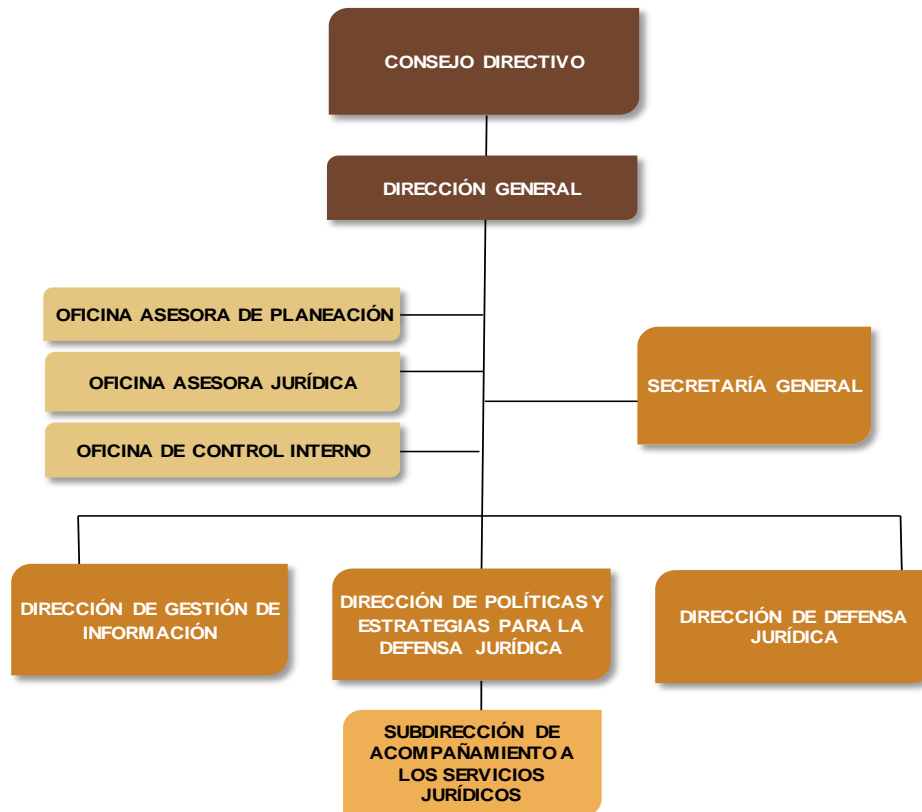 CONSEJO DIRECTIVO
DIRECCIÓN GENERAL
OFICINA ASESORA DE PLANEACIÓN
OFICINA ASESORA JURÍDICA
SECRETARÍA GENERAL
OFICINA DE CONTROL INTERNO
DIRECCIÓN DE GESTIÓN DE
INFORMACIÓN
DIRECCIÓN DE POLÍTICAS Y
ESTRATEGIAS PARA LA
DEFENSA JURÍDICA
DIRECCIÓN DE DEFENSA
JURÍDICA
SUBDIRECCIÓN DE
ACOMPAÑAMIENTO A
LOS SERVICIOS
JURÍDICOS